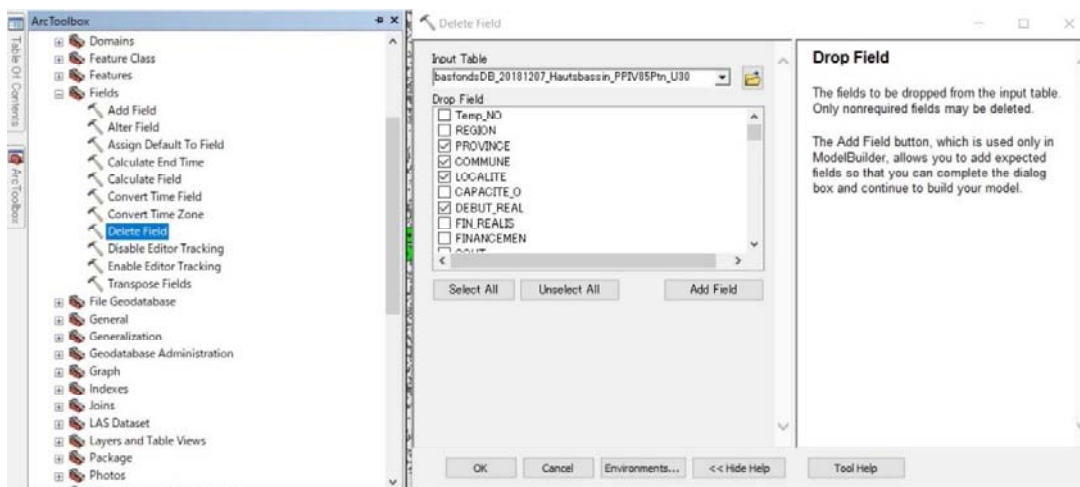 Table Of Contents
ArcToolbox
ArcToolbox
Domains
Feature Class
Features
Fields
Add Field
Alter Field
Assign Default To Field
Calculate End Time
Calculate Field
Convert Time Field
Convert Time Zone
Delete Field
Disable Editor Tracking
Enable Editor Tracking
Transpose Fields
File Geodatabase
General
Generalization
Geodatabase Administration
Graph
Indexes
Joins
LAS Dataset
Layers and Table Views
Package
Photos
Delete Field
Input Table
basfondsDB_20181207_Hautsbassin_PPIV85Ptn_U30
Drop Field
Temp_NO
REGION
PROVINCE
COMMUNE
LOCALITE
CAPACITE_O
DEBUT_REAL
FIN_REALIS
FINANCEMEN
Select All
Unselect All
Add Field
OK
Cancel
Environments...
<< Hide Help
Tool Help
Drop Field
The fields to be dropped from the input table.
Only nonrequired fields may be deleted.
The Add Field button, which is used only in
ModelBuilder, allows you to add expected
fields so that you can complete the dialog
box and continue to build your model.